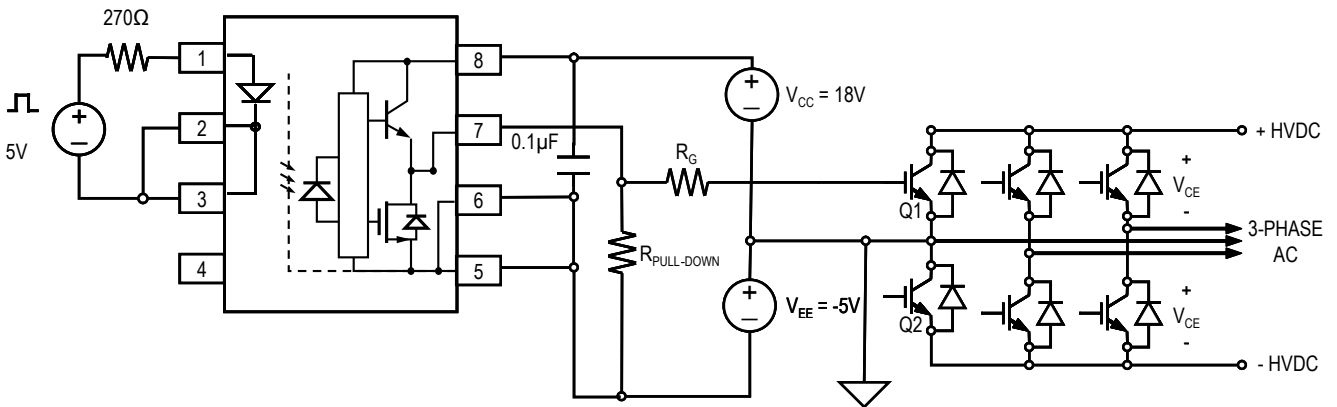 270Ω
5V
+
–
1
2
3
4
8
7
6
5
0.1µF
R_G
R_PULL-DOWN
+
–
V_CC = 18V
+
–
V_EE = -5V
Q1
Q2
+ HVDC
+
V_CE
-
3-PHASE
AC
+
V_CE
-
- HVDC